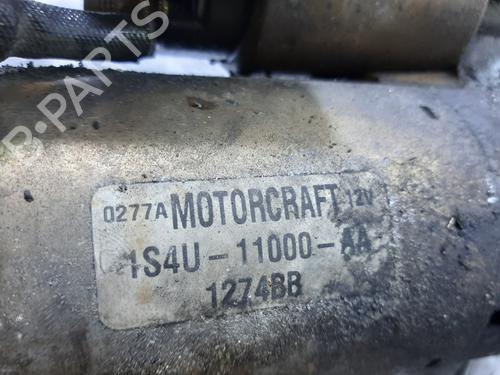 B-PARTS
0277A MOTORCRAFT 12V
1S4U-11000-AA
1274BB